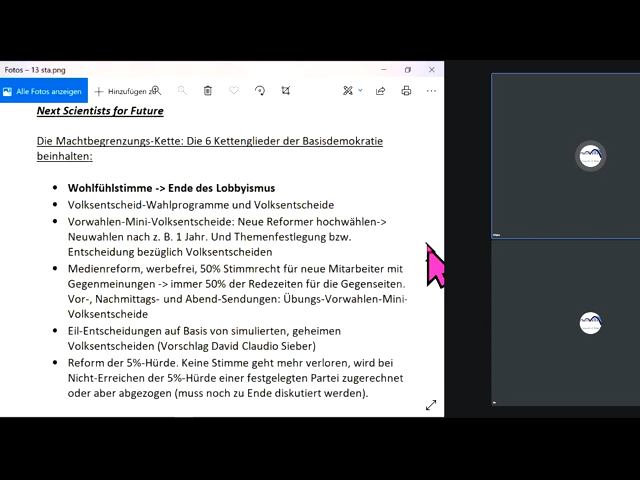 Fotos – 13 sta.png
Alle Fotos anzeigen
Hinzufügen zu
Next Scientists for Future
Die Machtbegrenzungs-Kette: Die 6 Kettenglieder der Basisdemokratie
beinhalten:
• Wohlfühlstimme -> Ende des Lobbyismus
• Volksentscheid-Wahlprogramme und Volksentscheide
• Vorwahlen-Mini-Volksentscheide: Neue Reformer hochwählen->
Neuwahlen nach z. B. 1 Jahr. Und Themenfestlegung bzw.
Entscheidung bezüglich Volksentscheiden
• Medienreform, werbefrei, 50% Stimmrecht für neue Mitarbeiter mit
Gegenmeinungen -> immer 50% der Redezeiten für die Gegenseiten.
Vor-, Nachmittags- und Abend-Sendungen: Übungs-Vorwahlen-Mini-
Volksentscheide
• Eil-Entscheidungen auf Basis von simulierten, geheimen
Volksentscheiden (Vorschlag David Claudio Sieber)
• Reform der 5%-Hürde. Keine Stimme geht mehr verloren, wird bei
Nicht-Erreichen der 5%-Hürde einer festgelegten Partei zugerechnet
oder aber abgezogen (muss noch zu Ende diskutiert werden).